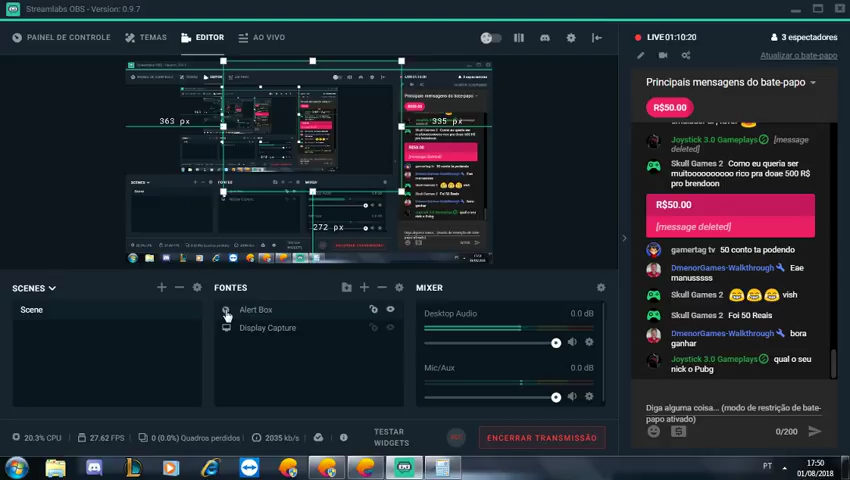 Streamlabs OBS - Version: 0.9.7
PAINEL DE CONTROLE
TEMAS
EDITOR
AO VIVO
LIVE 01:10:20
3 espectadores
Atualizar o bate-papo
363 px
335 px
272 px
Principais mensagens do bate-papo
R$50.00
Joystick 3.0 Gameplays [message
deleted]
Skull Games 2 Como eu queria ser
muitoooooooooo rico pra doae 500 R$
pro brendoon
R$50.00
[message deleted]
gamertag tv 50 conto ta podendo
DmenorGames-Walkthrough Eae
manussss
Skull Games 2 vish
Skull Games 2 Foi 50 Reais
DmenorGames-Walkthrough bora
ganhar
Joystick 3.0 Gameplays qual o seu
nick o Pubg
Diga alguma coisa... (modo de restrição de bate-
papo ativado)
0/200
SCENES
Scene
FONTES
Alert Box
Display Capture
MIXER
Desktop Audio 0.0 dB
Mic/Aux 0.0 dB
20.3% CPU
27.62 FPS
0 (0.0%) Quadros perdidos
2035 kb/s
TESTAR
WIDGETS
REC
ENCERRAR TRANSMISSÃO
PT
17:50
01/08/2018